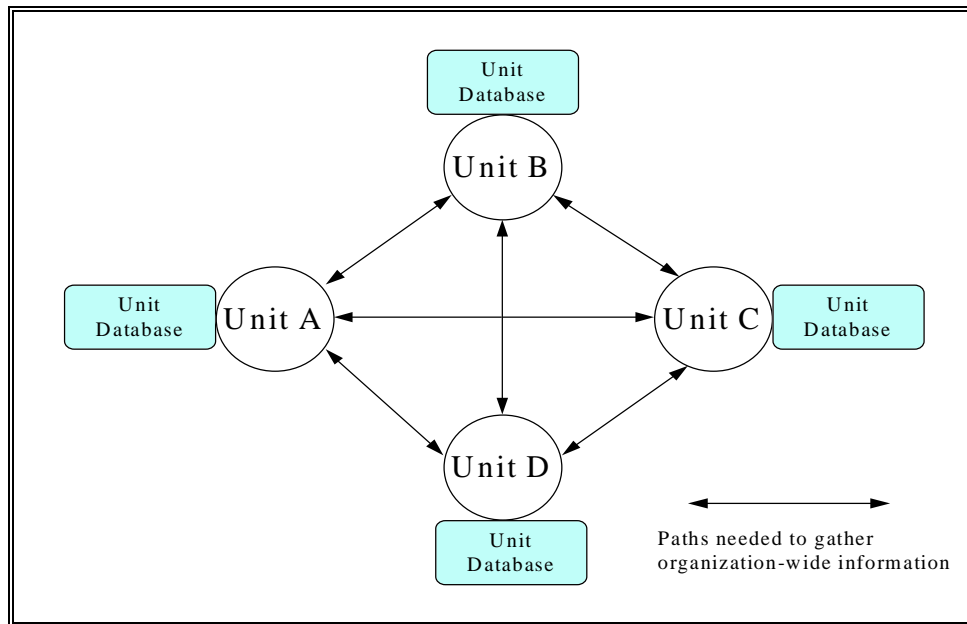 Unit
Database
Unit B
Unit
Database
Unit A
Unit C
Unit
Database
Unit D
Unit
Database
Paths needed to gather
organization-wide information